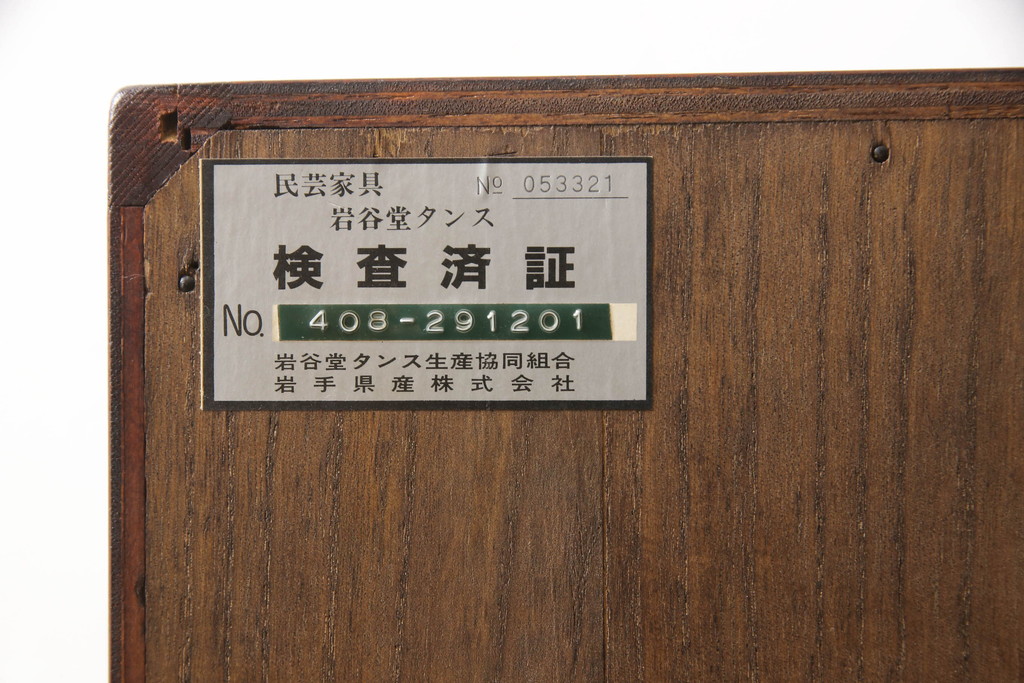 民芸家具 № 053321
岩谷堂タンス
検査済証
No. 408-291201
岩谷堂タンス生産協同組合
岩手県産株式会社